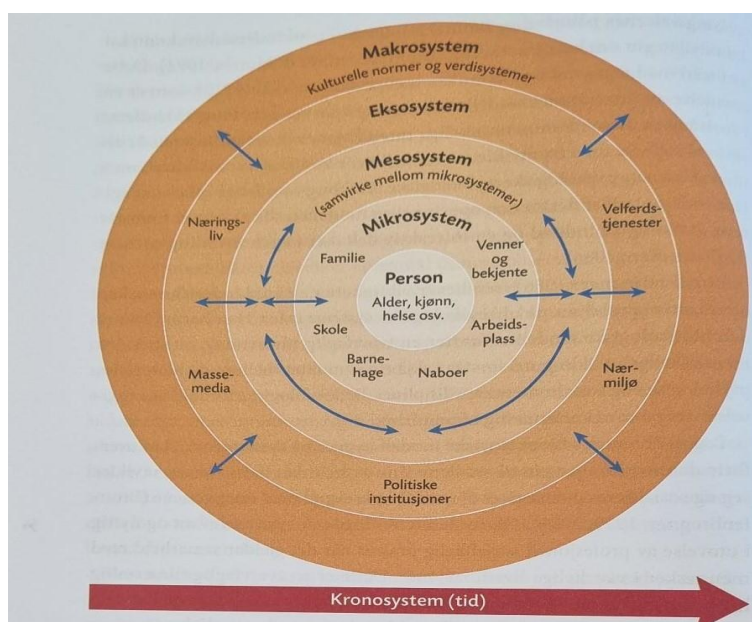 Makrosystem
Kulturelle normer og verdisystemer
Eksosystem
Mesosystem
(samvirke mellom mikrosystemer)
Nærings-
liv
Velferds-
tjenester
Mikrosystem
Familie
Venner
og
bekjente
Person
Alder, kjønn,
helse osv.
Skole
Arbeids-
plass
Barne-
hage
Naboer
Masse-
media
Nær-
miljø
Politiske
institusjoner
Kronosystem (tid)